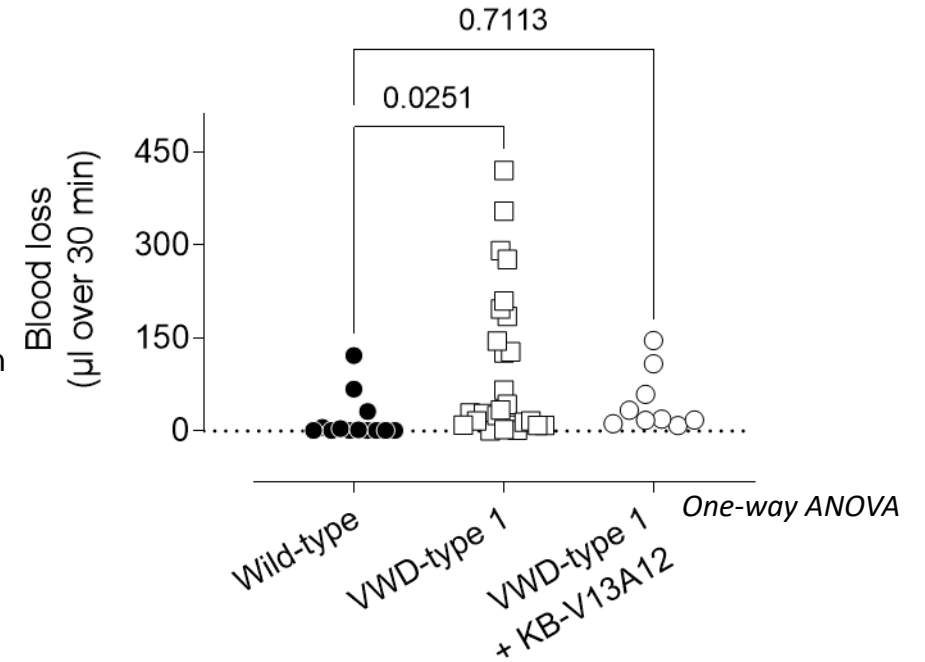 0.7113
0.0251
Blood loss
(µl over 30 min)
450
300
150
0
n
Wild-type
VWD-type 1
VWD-type 1
+ KB-V13A12
One-way ANOVA